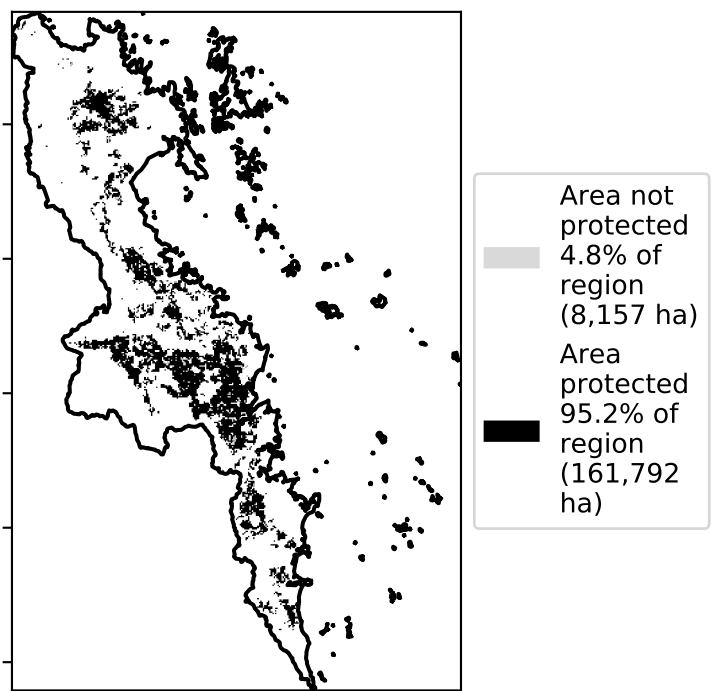 Area not
protected
4.8% of
region
(8,157 ha)
Area
protected
95.2% of
region
(161,792
ha)